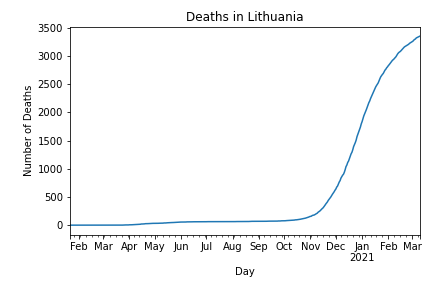 Deaths in Lithuania
3500
3000
2500
2000
1500
1000
500
0
Number of Deaths
Feb Mar Apr May Jun Jul Aug Sep Oct Nov Dec Jan Feb Mar
2021
Day